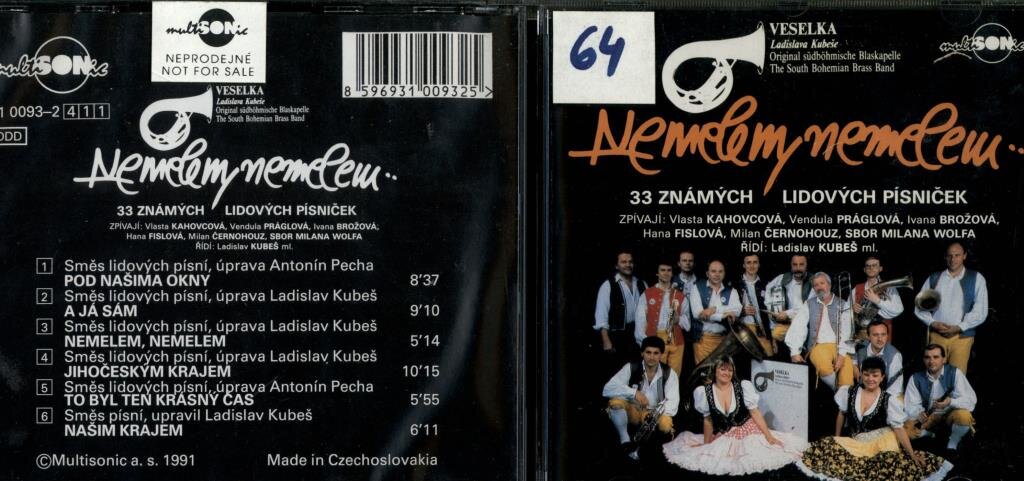 multiSONic
multiSONic
NEPRODEJNÉ
NOT FOR SALE
8 596931 009325 >
1 0093-2 4 1 1
DDD
VESELKA
Ladislava Kubeše
Original südböhmische Blaskapelle
The South Bohemian Brass Band
Nemelem, nemelem..
33 ZNÁMÝCH LIDOVÝCH PÍSNIČEK
ZPÍVAJÍ: Vlasta KAHOVCOVÁ, Vendula PRÁGLOVÁ, Ivana BROŽOVÁ,
Hana FISLOVÁ, Milan ČERNOHOUZ, SBOR MILANA WOLFA
ŘÍDÍ: Ladislav KUBEŠ ml.
1 Směs lidových písní, úprava Antonín Pecha
POD NAŠIMA OKNY 8'37
2 Směs lidových písní, úprava Ladislav Kubeš
A JÁ SÁM 9'10
3 Směs lidových písní, úprava Ladislav Kubeš
NEMELEM, NEMELEM 5'14
4 Směs lidových písní, úprava Ladislav Kubeš
JIHOČESKÝM KRAJEM 10'15
5 Směs lidových písní, úprava Antonín Pecha
TO BYL TEN KRÁSNÝ ČAS 5'55
6 Směs písní, upravil Ladislav Kubeš
NAŠIM KRAJEM 6'11
©Multisonic a. s. 1991 Made in Czechoslovakia
64
VESELKA
Ladislava Kubeše
Original südböhmische Blaskapelle
The South Bohemian Brass Band
multiSONic
Nemelem, nemelem..
33 ZNÁMÝCH LIDOVÝCH PÍSNIČEK
ZPÍVAJÍ: Vlasta KAHOVCOVÁ, Vendula PRÁGLOVÁ, Ivana BROŽOVÁ,
Hana FISLOVÁ, Milan ČERNOHOUZ, SBOR MILANA WOLFA
ŘÍDÍ: Ladislav KUBEŠ ml.
VESELKA